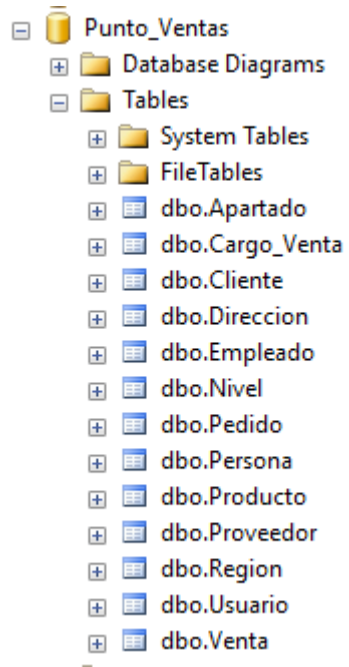 Punto_Ventas
Database Diagrams
Tables
System Tables
FileTables
dbo.Apartado
dbo.Cargo_Venta
dbo.Cliente
dbo.Direccion
dbo.Empleado
dbo.Nivel
dbo.Pedido
dbo.Persona
dbo.Producto
dbo.Proveedor
dbo.Region
dbo.Usuario
dbo.Venta